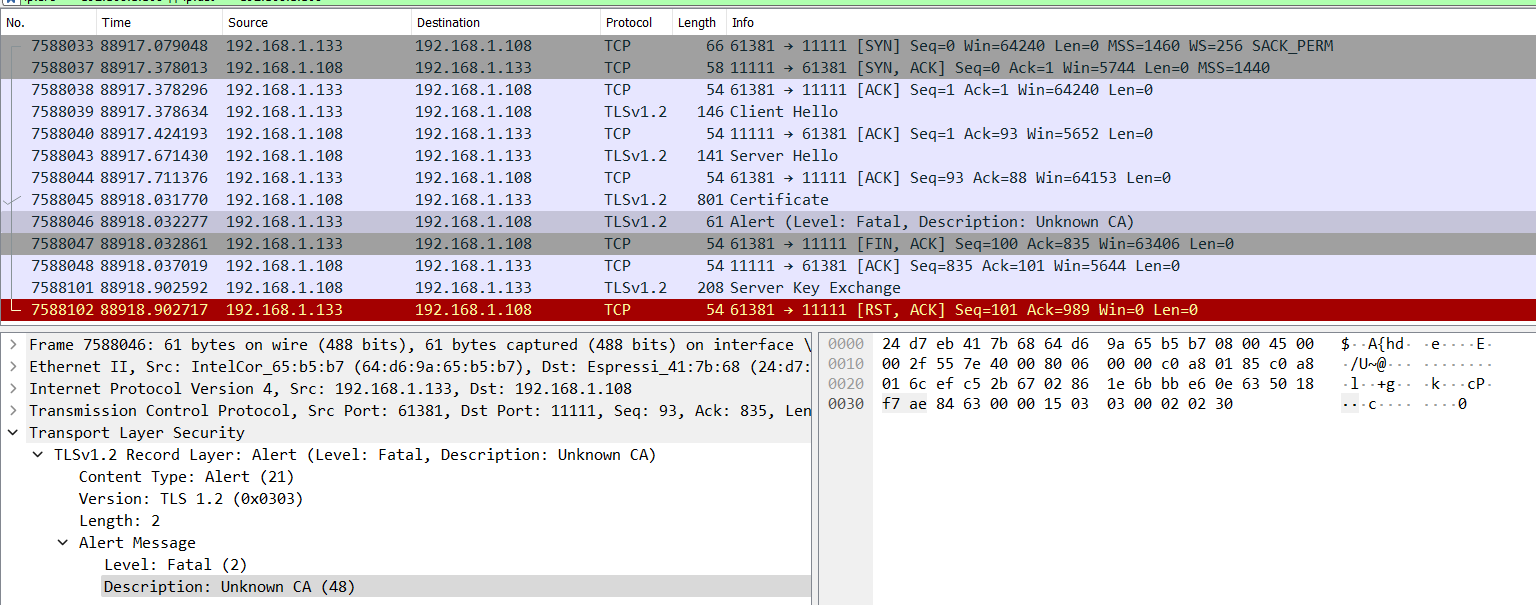 No. Time Source Destination Protocol Length Info
7588033 88917.079048 192.168.1.133 192.168.1.108 TCP 66 61381 → 11111 [SYN] Seq=0 Win=64240 Len=0 MSS=1460 WS=256 SACK_PERM
7588037 88917.378013 192.168.1.108 192.168.1.133 TCP 58 11111 → 61381 [SYN, ACK] Seq=0 Ack=1 Win=5744 Len=0 MSS=1440
7588038 88917.378296 192.168.1.133 192.168.1.108 TCP 54 61381 → 11111 [ACK] Seq=1 Ack=1 Win=64240 Len=0
7588039 88917.378634 192.168.1.133 192.168.1.108 TLSv1.2 146 Client Hello
7588040 88917.424193 192.168.1.108 192.168.1.133 TCP 54 11111 → 61381 [ACK] Seq=1 Ack=93 Win=5652 Len=0
7588043 88917.671430 192.168.1.108 192.168.1.133 TLSv1.2 141 Server Hello
7588044 88917.711376 192.168.1.133 192.168.1.108 TCP 54 61381 → 11111 [ACK] Seq=93 Ack=88 Win=64153 Len=0
7588045 88918.031770 192.168.1.108 192.168.1.133 TLSv1.2 801 Certificate
7588046 88918.032277 192.168.1.133 192.168.1.108 TLSv1.2 61 Alert (Level: Fatal, Description: Unknown CA)
7588047 88918.032861 192.168.1.133 192.168.1.108 TCP 54 61381 → 11111 [FIN, ACK] Seq=100 Ack=835 Win=63406 Len=0
7588048 88918.037019 192.168.1.108 192.168.1.133 TCP 54 11111 → 61381 [ACK] Seq=835 Ack=101 Win=5644 Len=0
7588101 88918.902592 192.168.1.108 192.168.1.133 TLSv1.2 208 Server Key Exchange
7588102 88918.902717 192.168.1.133 192.168.1.108 TCP 54 61381 → 11111 [RST, ACK] Seq=101 Ack=989 Win=0 Len=0
Frame 7588046: 61 bytes on wire (488 bits), 61 bytes captured (488 bits) on interface \
Ethernet II, Src: IntelCor_65:b5:b7 (64:d6:9a:65:b5:b7), Dst: Espressi_41:7b:68 (24:d7:
Internet Protocol Version 4, Src: 192.168.1.133, Dst: 192.168.1.108
Transmission Control Protocol, Src Port: 61381, Dst Port: 11111, Seq: 93, Ack: 835, Len
Transport Layer Security
TLSv1.2 Record Layer: Alert (Level: Fatal, Description: Unknown CA)
Content Type: Alert (21)
Version: TLS 1.2 (0x0303)
Length: 2
Alert Message
Level: Fatal (2)
Description: Unknown CA (48)
0000 24 d7 eb 41 7b 68 64 d6 9a 65 b5 b7 08 00 45 00 $··A{hd· ·e····E·
0010 00 2f 55 7e 40 00 80 06 00 00 c0 a8 01 85 c0 a8 ·/U~@··· ········
0020 01 6c ef c5 2b 67 02 86 1e 6b bb e6 0e 63 50 18 ·l··+g·· ·k···cP·
0030 f7 ae 84 63 00 00 15 03 03 00 02 02 30 ···c···· ····0